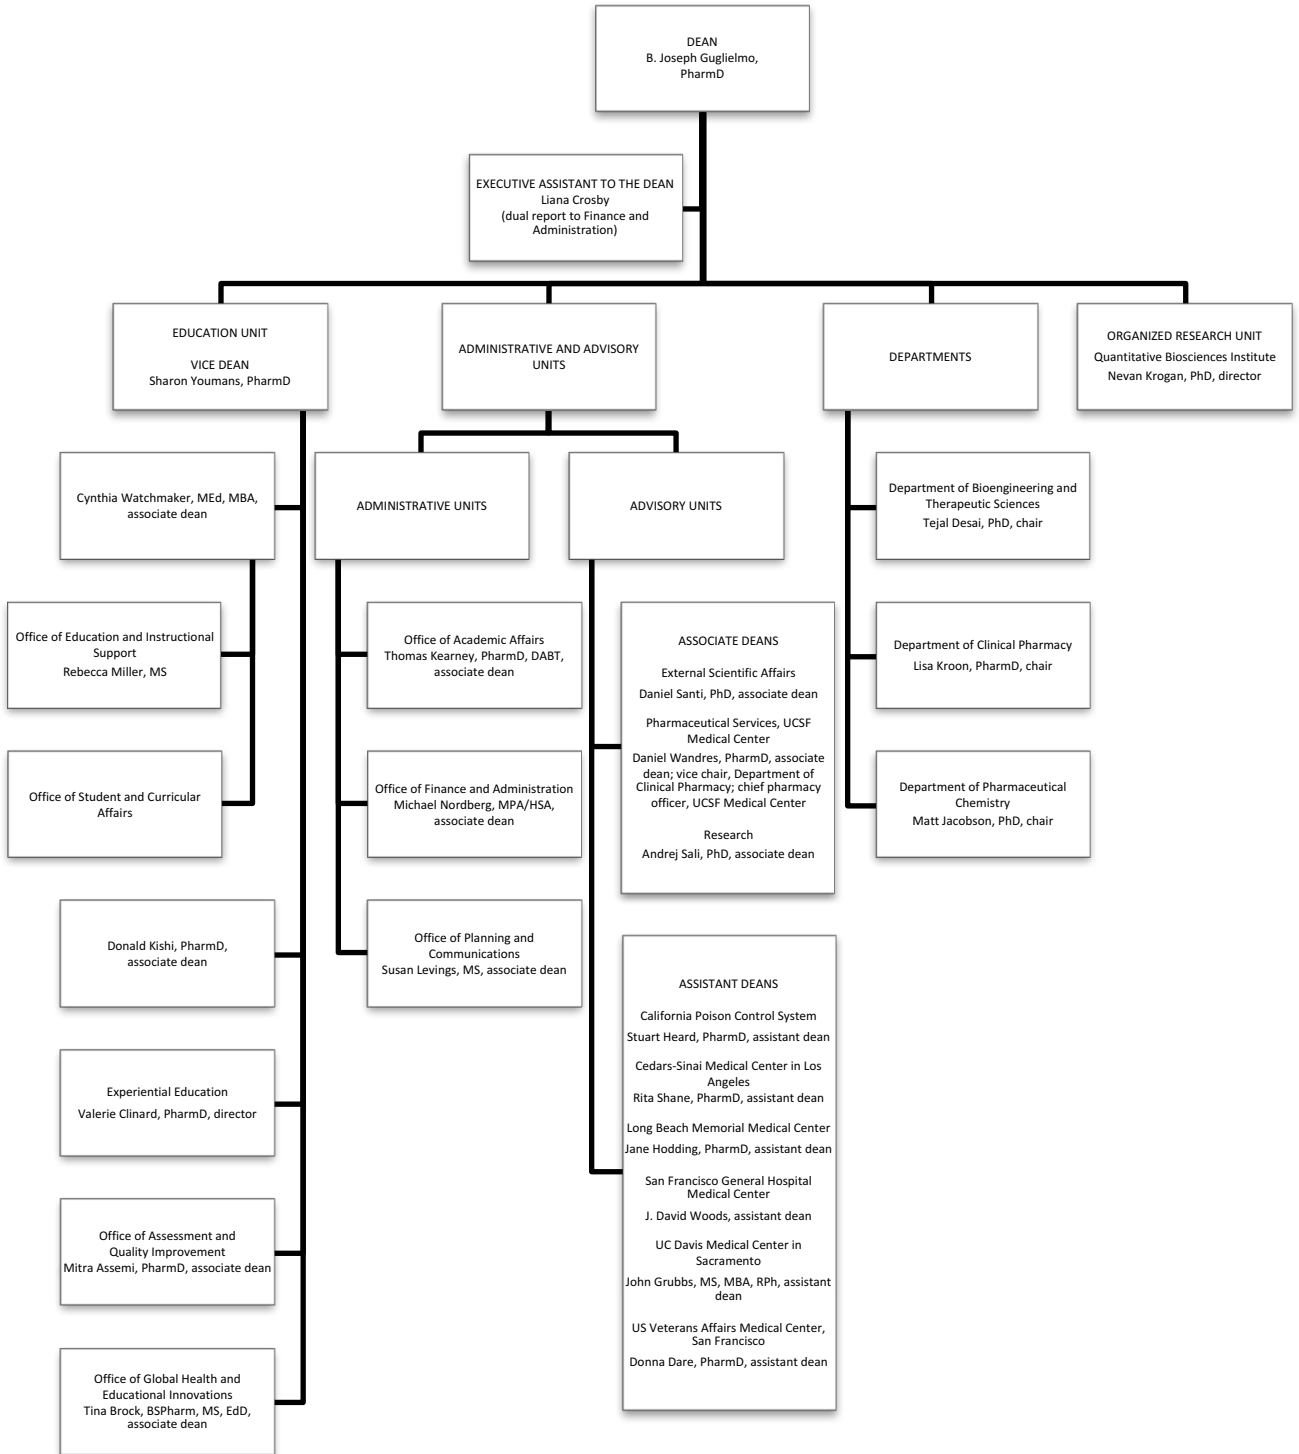 DEAN
B. Joseph Guglielmo,
PharmD
EXECUTIVE ASSISTANT TO THE DEAN
Liana Crosby
(dual report to Finance and
Administration)
EDUCATION UNIT
VICE DEAN
Sharon Youmans, PharmD
ADMINISTRATIVE AND ADVISORY
UNITS
DEPARTMENTS
ORGANIZED RESEARCH UNIT
Quantitative Biosciences Institute
Nevan Krogan, PhD, director
Cynthia Watchmaker, MEd, MBA,
associate dean
Office of Education and Instructional
Support
Rebecca Miller, MS
Office of Student and Curricular
Affairs
Donald Kishi, PharmD,
associate dean
Experiential Education
Valerie Clinard, PharmD, director
Office of Assessment and
Quality Improvement
Mitra Assemi, PharmD, associate dean
Office of Global Health and
Educational Innovations
Tina Brock, BSPharm, MS, EdD,
associate dean
ADMINISTRATIVE UNITS
Office of Academic Affairs
Thomas Kearney, PharmD, DABT,
associate dean
Office of Finance and Administration
Michael Nordberg, MPA/HSA,
associate dean
Office of Planning and
Communications
Susan Levings, MS, associate dean
ADVISORY UNITS
ASSOCIATE DEANS
External Scientific Affairs
Daniel Santi, PhD, associate dean
Pharmaceutical Services, UCSF
Medical Center
Daniel Wandres, PharmD, associate
dean; vice chair, Department of
Clinical Pharmacy; chief pharmacy
officer, UCSF Medical Center
Research
Andrej Sali, PhD, associate dean
ASSISTANT DEANS
California Poison Control System
Stuart Heard, PharmD, assistant dean
Cedars-Sinai Medical Center in Los
Angeles
Rita Shane, PharmD, assistant dean
Long Beach Memorial Medical Center
Jane Hodding, PharmD, assistant dean
San Francisco General Hospital
Medical Center
J. David Woods, assistant dean
UC Davis Medical Center in
Sacramento
John Grubbs, MS, MBA, RPh, assistant
dean
US Veterans Affairs Medical Center,
San Francisco
Donna Dare, PharmD, assistant dean
Department of Bioengineering and
Therapeutic Sciences
Tejal Desai, PhD, chair
Department of Clinical Pharmacy
Lisa Kroon, PharmD, chair
Department of Pharmaceutical
Chemistry
Matt Jacobson, PhD, chair